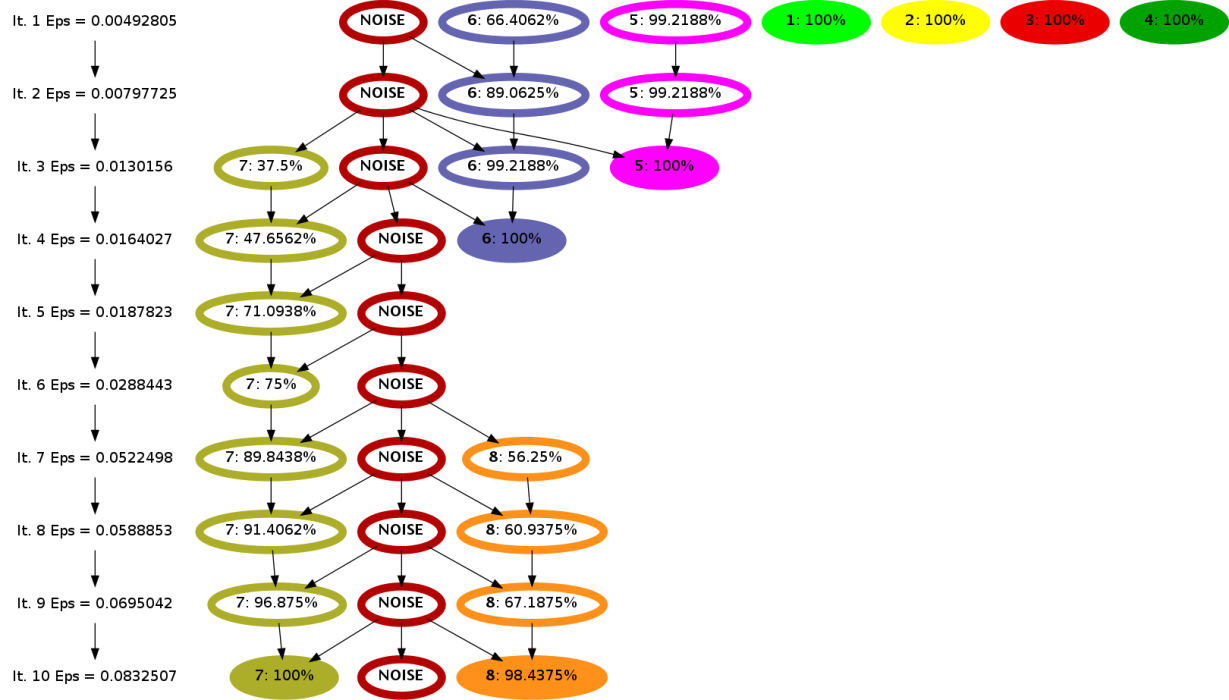 It. 1 Eps = 0.00492805 NOISE 6: 66.4062% 5: 99.2188% 1: 100% 2: 100% 3: 100% 4: 100%
It. 2 Eps = 0.00797725 NOISE 6: 89.0625% 5: 99.2188%
It. 3 Eps = 0.0130156 7: 37.5% NOISE 6: 99.2188% 5: 100%
It. 4 Eps = 0.0164027 7: 47.6562% NOISE 6: 100%
It. 5 Eps = 0.0187823 7: 71.0938% NOISE
It. 6 Eps = 0.0288443 7: 75% NOISE
It. 7 Eps = 0.0522498 7: 89.8438% NOISE 8: 56.25%
It. 8 Eps = 0.0588853 7: 91.4062% NOISE 8: 60.9375%
It. 9 Eps = 0.0695042 7: 96.875% NOISE 8: 67.1875%
It. 10 Eps = 0.0832507 7: 100% NOISE 8: 98.4375%